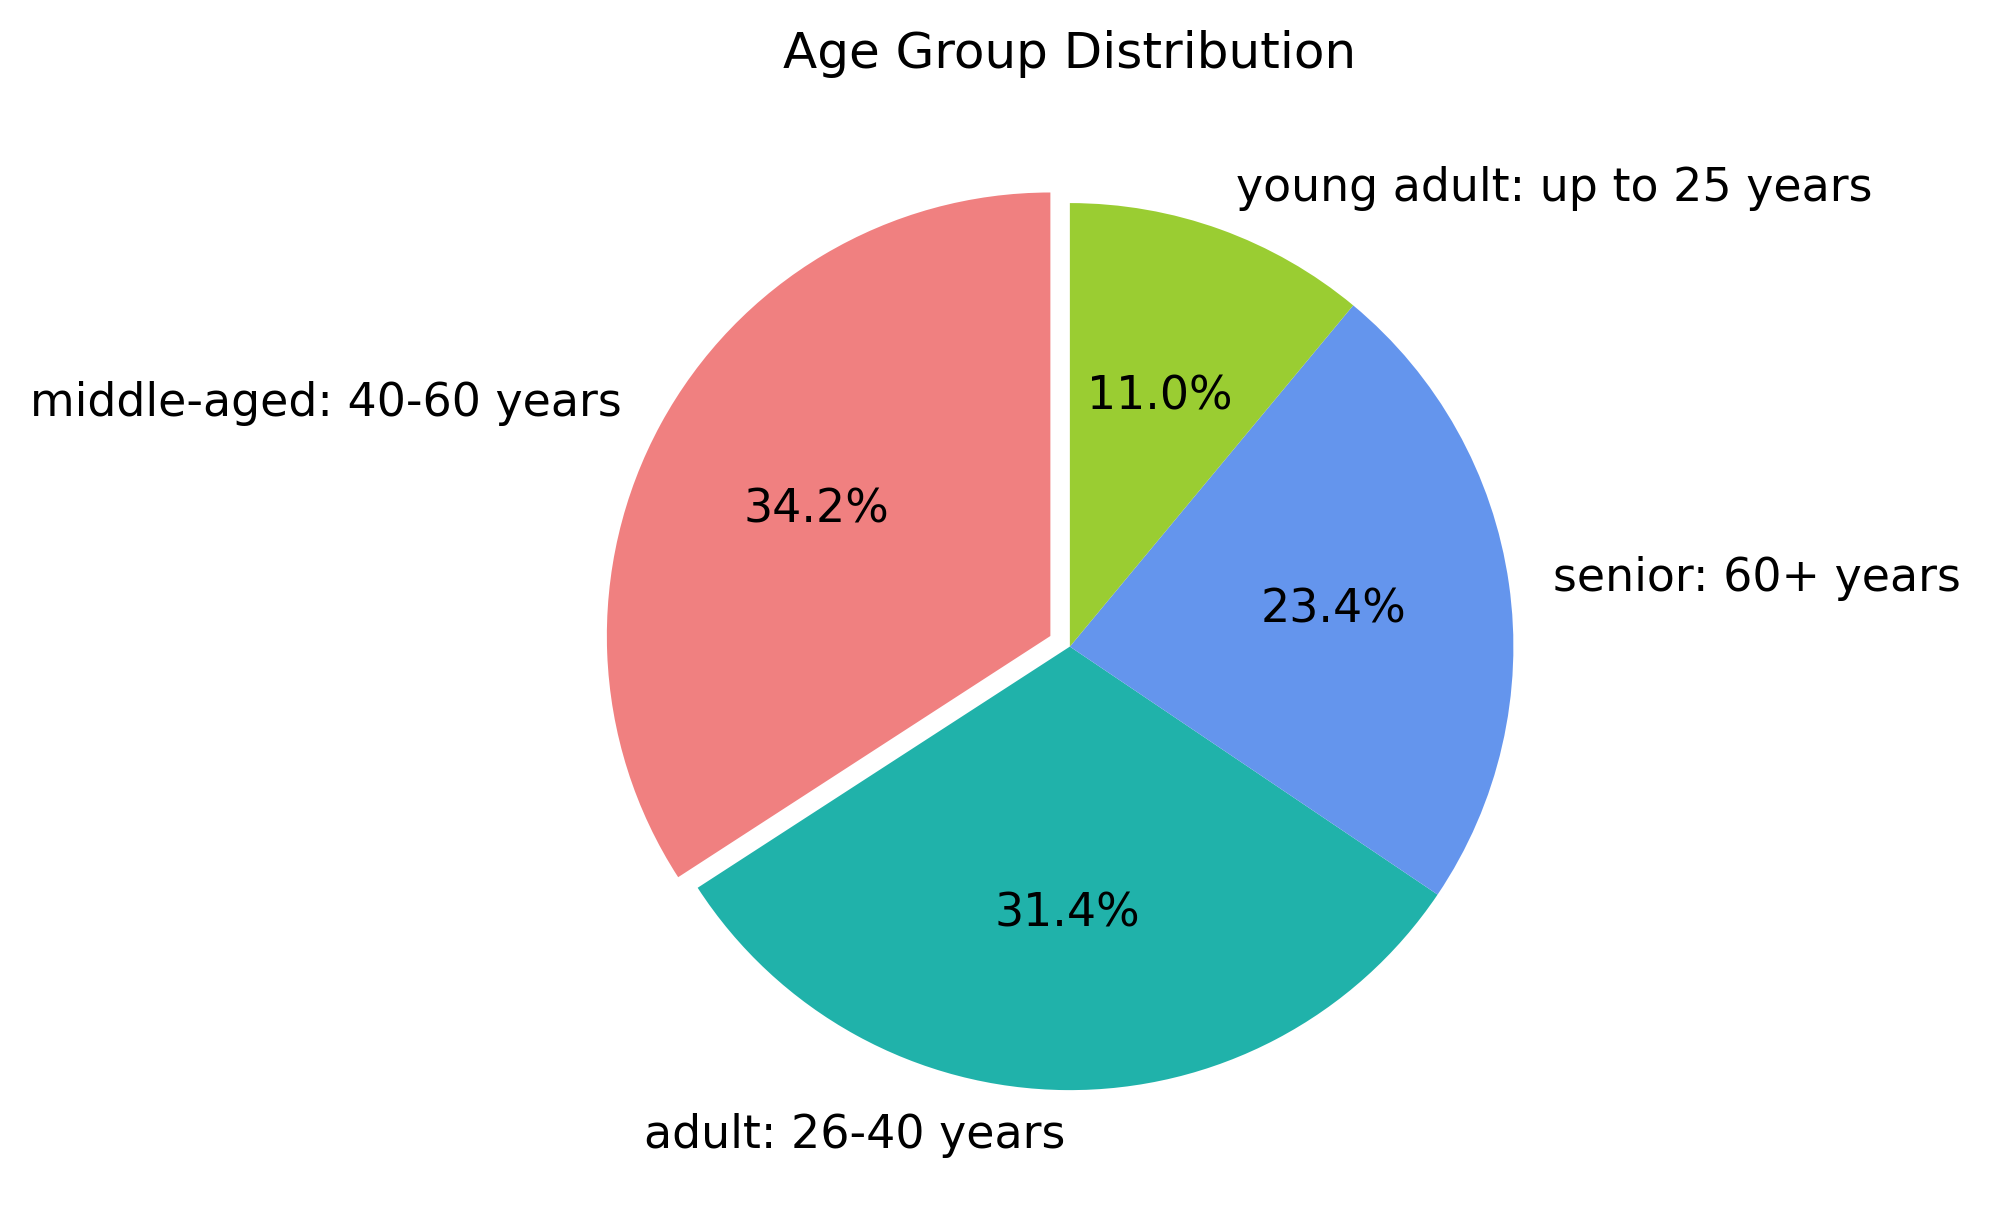 Age Group Distribution
young adult: up to 25 years
11.0%
middle-aged: 40-60 years
34.2%
senior: 60+ years
23.4%
31.4%
adult: 26-40 years